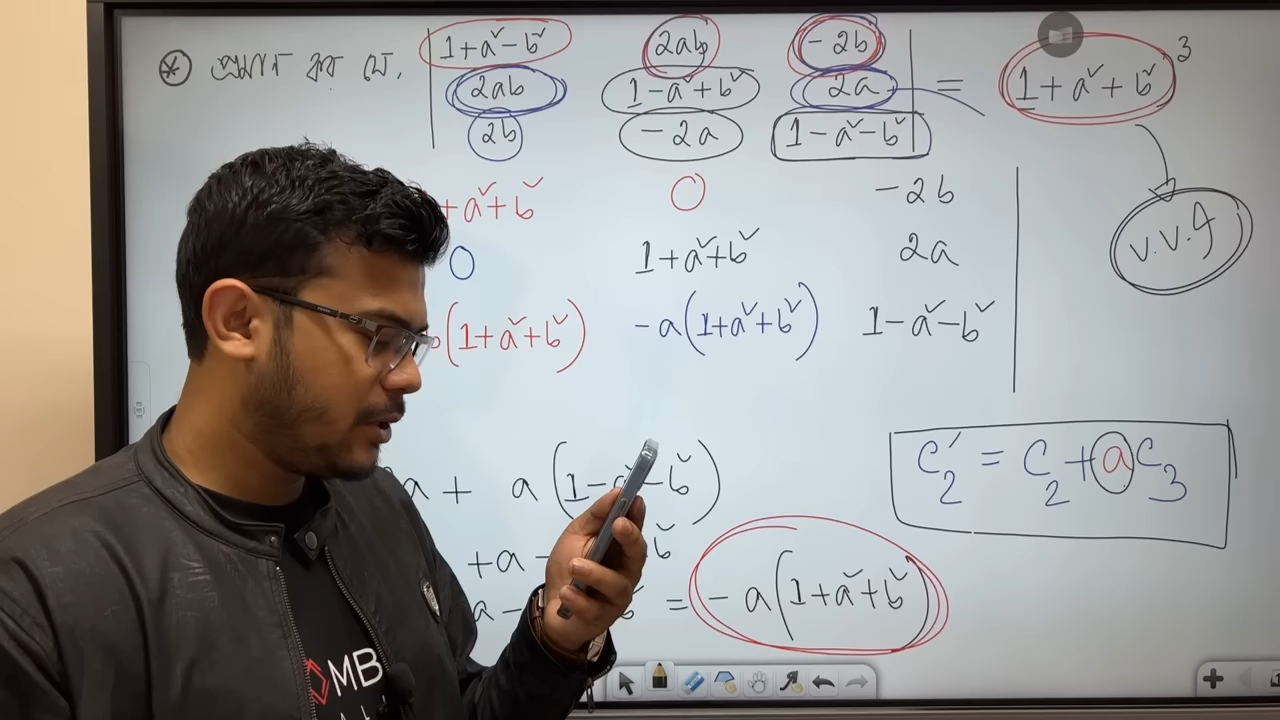 ⊛ প্রমাণ কর যে, | 1+a²-b² 2ab -2b | = (1+a²+b²)³
| 2ab 1-a²+b² 2a |
| 2b -2a 1-a²-b² |
+a²+b² 0 -2b |
0 1+a²+b² 2a |
b(1+a²+b²) -a(1+a²+b²) 1-a²-b² |
v.v.g
C₂′ = C₂+aC₃
a + a(1-a²-b²)
+a-
a- = -a(1+a²+b²)
MB